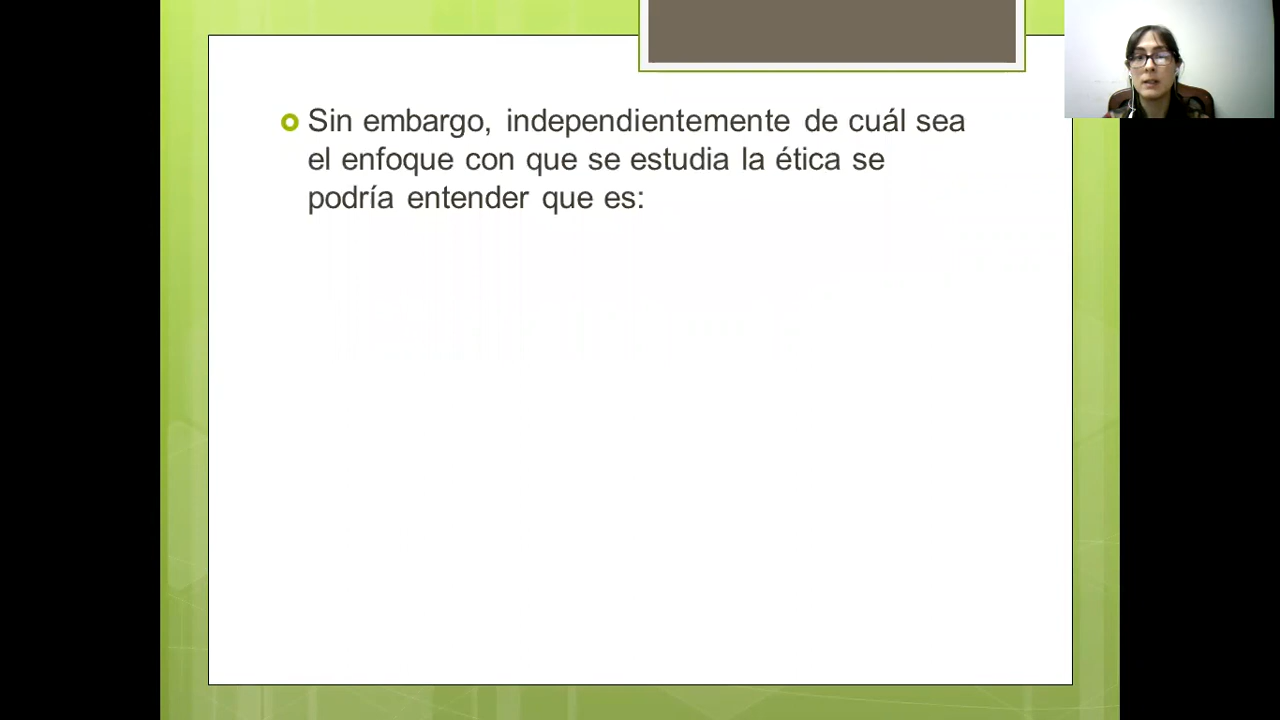 Sin embargo, independientemente de cuál sea
el enfoque con que se estudia la ética se
podría entender que es: